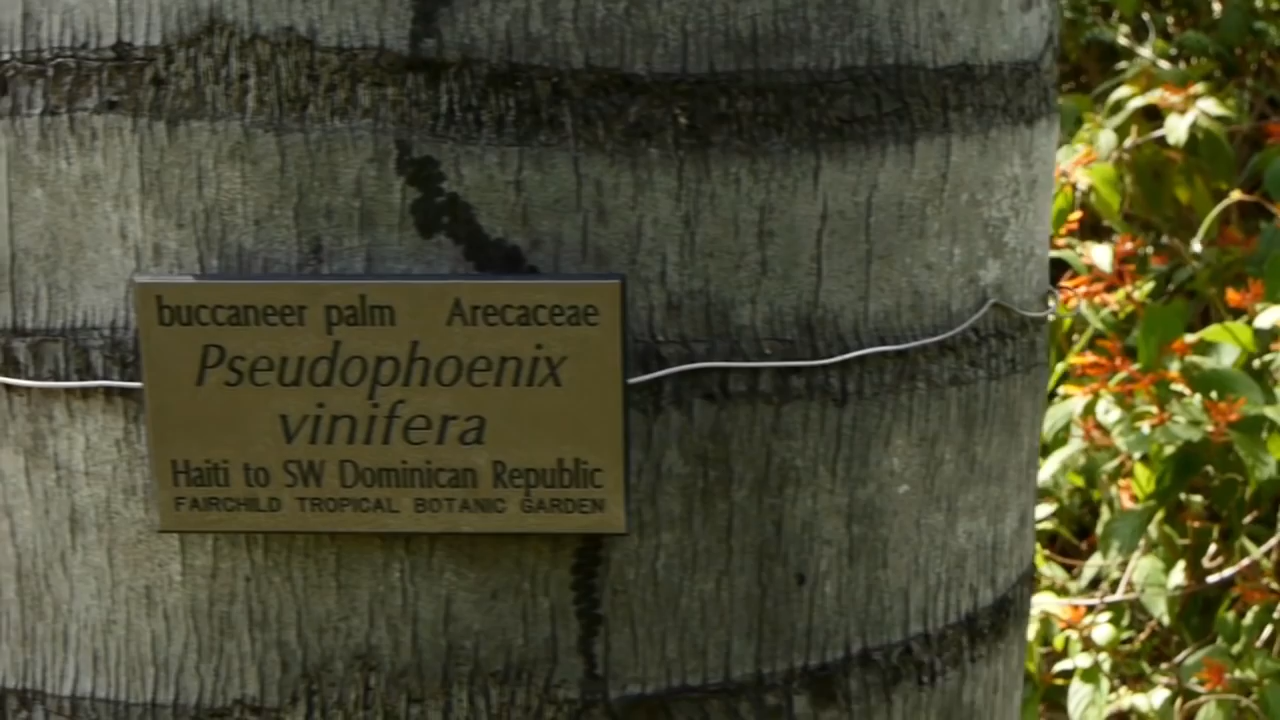 buccaneer palm Arecaceae
Pseudophoenix
vinifera
Haiti to SW Dominican Republic
FAIRCHILD TROPICAL BOTANIC GARDEN